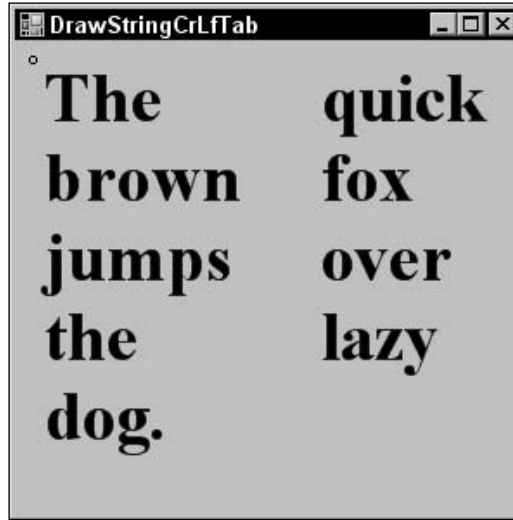 DrawStringCrLfTab
The quick
brown fox
jumps over
the lazy
dog.